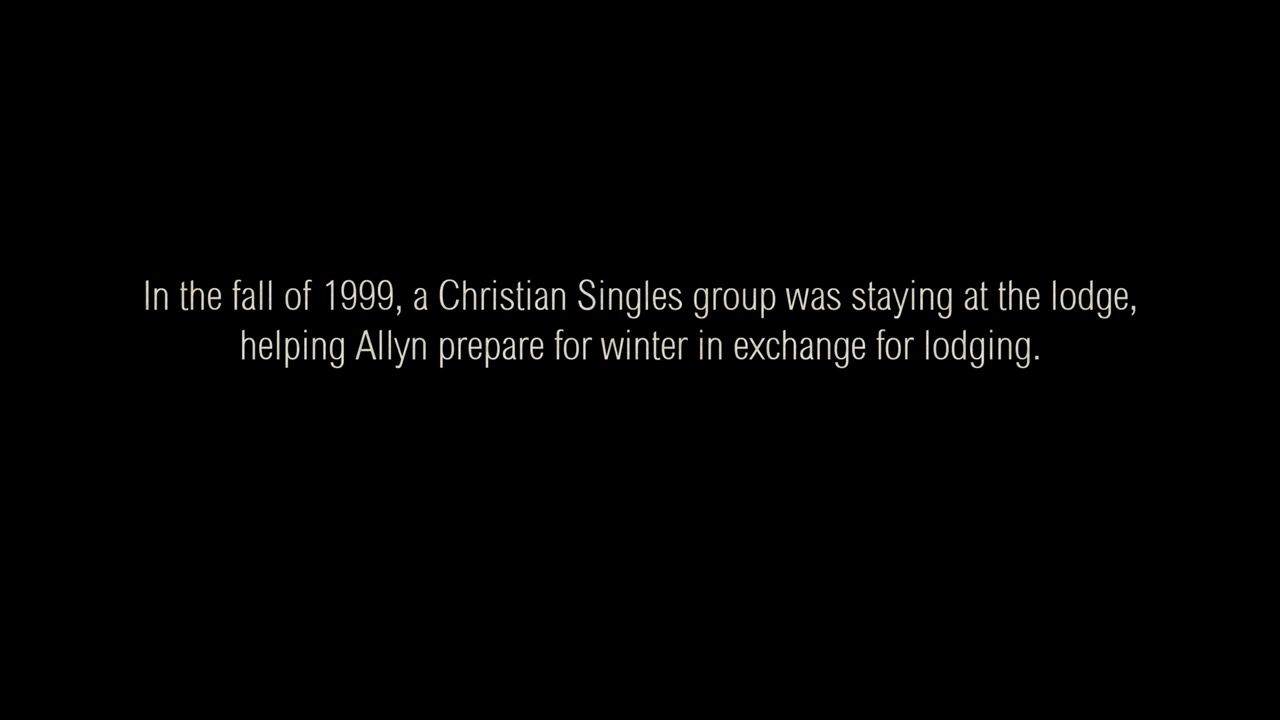 In the fall of 1999, a Christian Singles group was staying at the lodge,
helping Allyn prepare for winter in exchange for lodging.